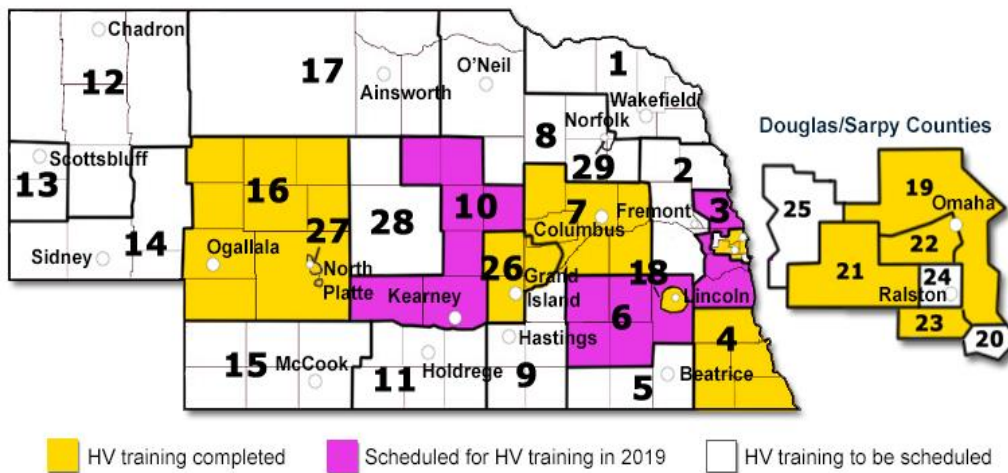 Chadron
12
17
O'Neil
Ainsworth
1
Wakefield
Norfolk
8
29
Douglas/Sarpy Counties
Scottsbluff
13
16
2
19
Omaha
25
10
7
3
28
Fremont
Columbus
22
14
Sidney
Ogallala
27
North
Platte
26
Grand
Island
18
Lincoln
21
24
Ralston
Kearney
6
23
20
Hastings
4
15
McCook
11
Holdrege
9
5
Beatrice
HV training completed
Scheduled for HV training in 2019
HV training to be scheduled